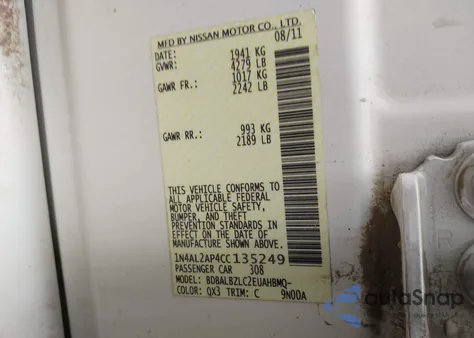 MFD BY NISSAN MOTOR CO., LTD.
DATE: 08/11
GVWR: 1941 KG
4279 LB
GAWR FR.: 1017 KG
2242 LB
GAWR RR.: 993 KG
2189 LB
THIS VEHICLE CONFORMS TO
ALL APPLICABLE FEDERAL
MOTOR VEHICLE SAFETY,
BUMPER, AND THEFT
PREVENTION STANDARDS
IN EFFECT ON THE DATE OF
MANUFACTURE SHOWN ABOVE.
1N4AL2AP4CC135249
PASSENGER CAR 308
MODEL: BDBALBZLC2EUAHBMQ-
COLOR: QX3 TRIM: C 9N00A
autoSnap